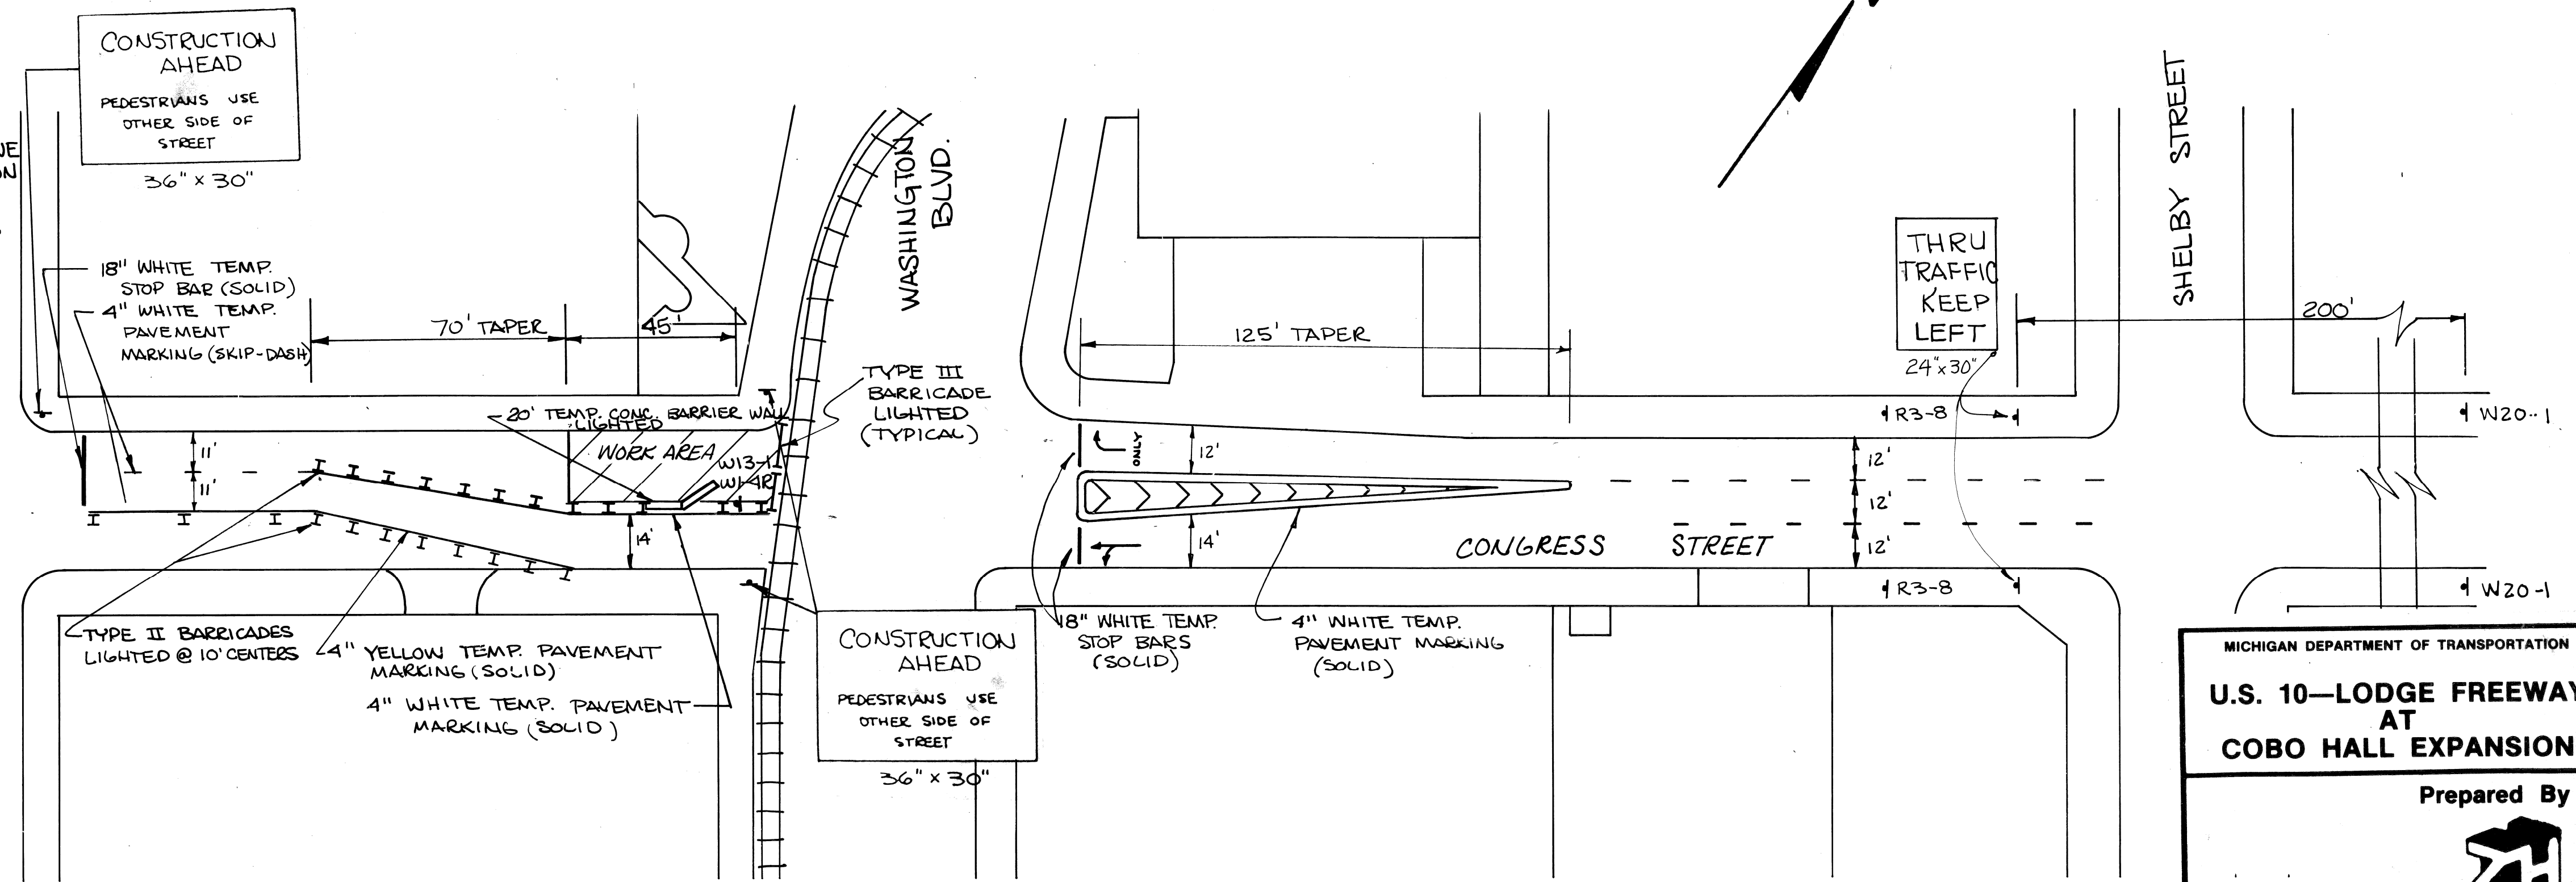 CONSTRUCTION
AHEAD
PEDESTRIANS USE
OTHER SIDE OF
STREET
36" x 30"
18" WHITE TEMP.
STOP BAR (SOLID)
4" WHITE TEMP.
PAVEMENT
MARKING (SKIP-DASH)
70' TAPER
45'
WASHINGTON
BLVD.
TYPE III
BARRICADE
LIGHTED
(TYPICAL)
20' TEMP. CONC. BARRIER WALL
LIGHTED
WORK AREA
W13-1
W1-4R
11'
11'
14'
125' TAPER
ONLY
12'
14'
CONGRESS STREET
THRU
TRAFFIC
KEEP
LEFT
24"x30"
SHELBY STREET
200'
R3-8
W20-1
12'
12'
12'
R3-8
W20-1
TYPE II BARRICADES
LIGHTED @ 10' CENTERS
4" YELLOW TEMP. PAVEMENT
MARKING (SOLID)
4" WHITE TEMP. PAVEMENT
MARKING (SOLID)
CONSTRUCTION
AHEAD
PEDESTRIANS USE
OTHER SIDE OF
STREET
36" x 30"
18" WHITE TEMP.
STOP BARS
(SOLID)
4" WHITE TEMP.
PAVEMENT MARKING
(SOLID)
MICHIGAN DEPARTMENT OF TRANSPORTATION
U.S. 10—LODGE FREEWAY
AT
COBO HALL EXPANSION
Prepared By